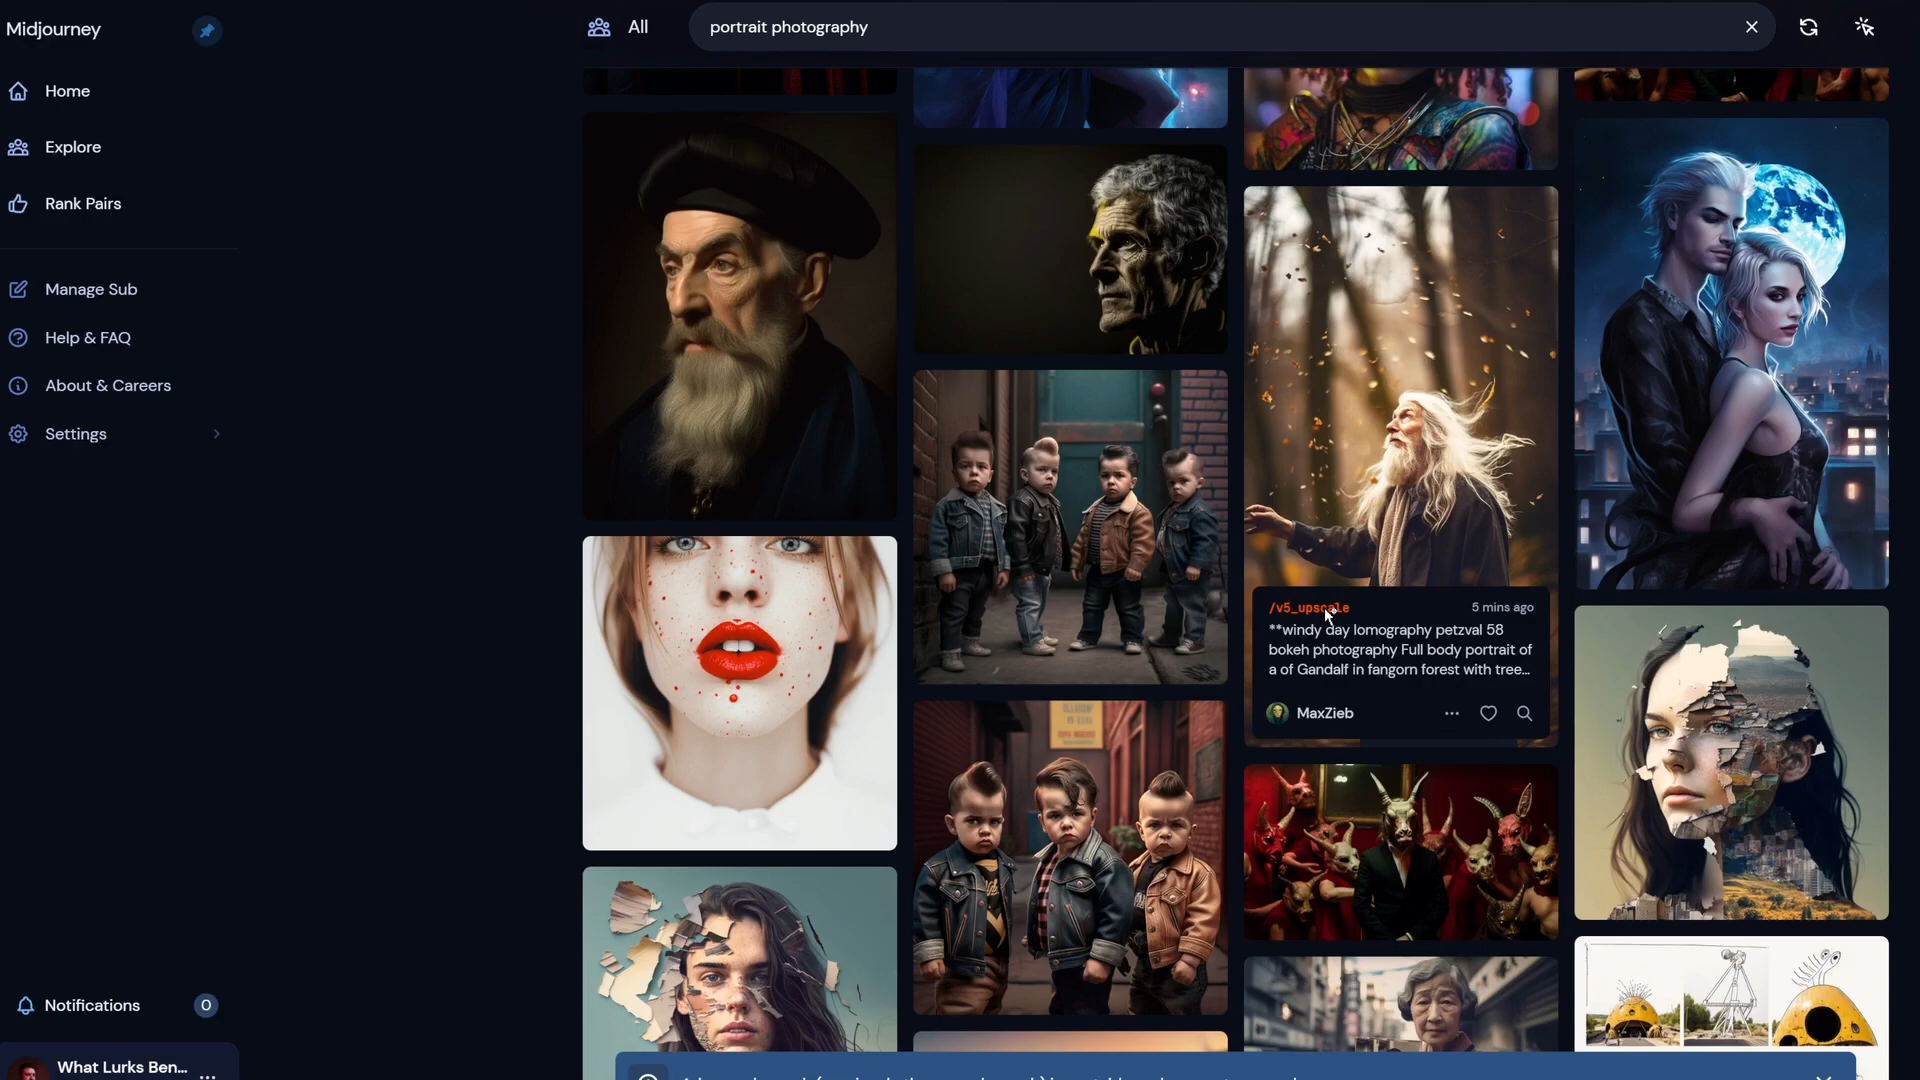 Midjourney
All
portrait photography
Home
Explore
Rank Pairs
Manage Sub
Help & FAQ
About & Careers
Settings
/v5_upscale
5 mins ago
**windy day lomography petzval 58
bokeh photography Full body portrait of
a of Gandalf in fangorn forest with tree...
MaxZieb
Notifications
0
What Lurks Ben...